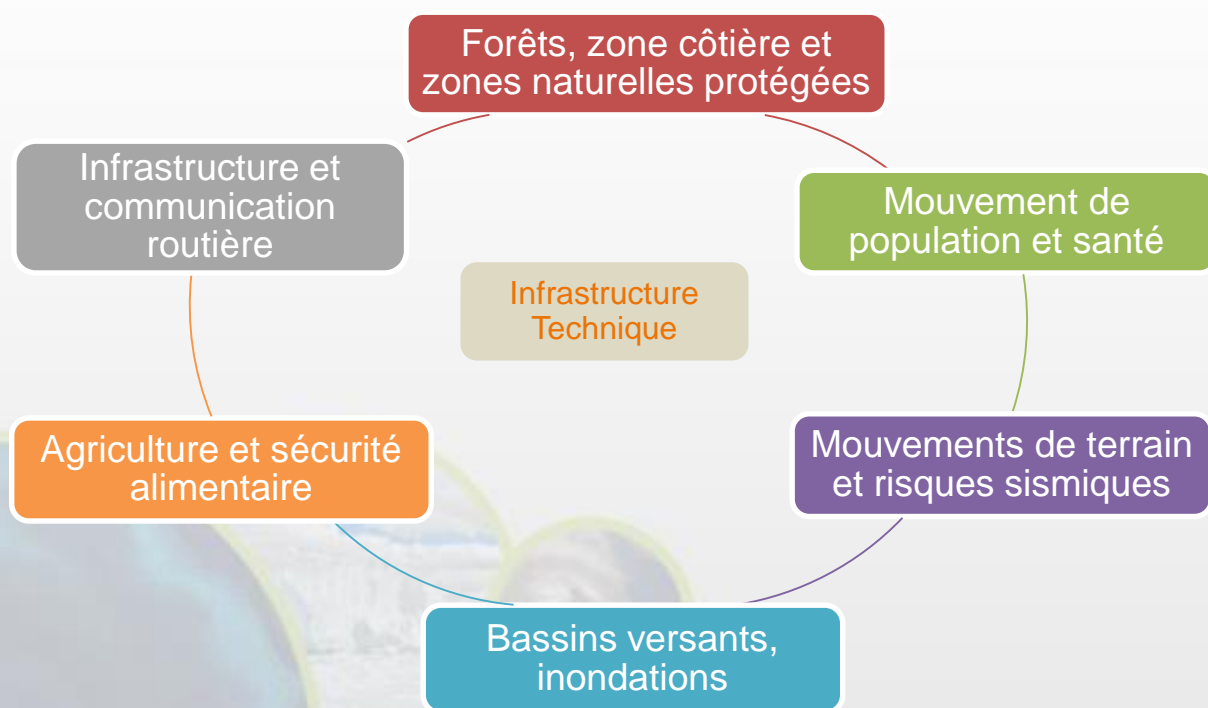 Forêts, zone côtière et
zones naturelles protégées
Infrastructure et
communication
routière
Mouvement de
population et santé
Infrastructure
Technique
Agriculture et sécurité
alimentaire
Mouvements de terrain
et risques sismiques
Bassins versants,
inondations